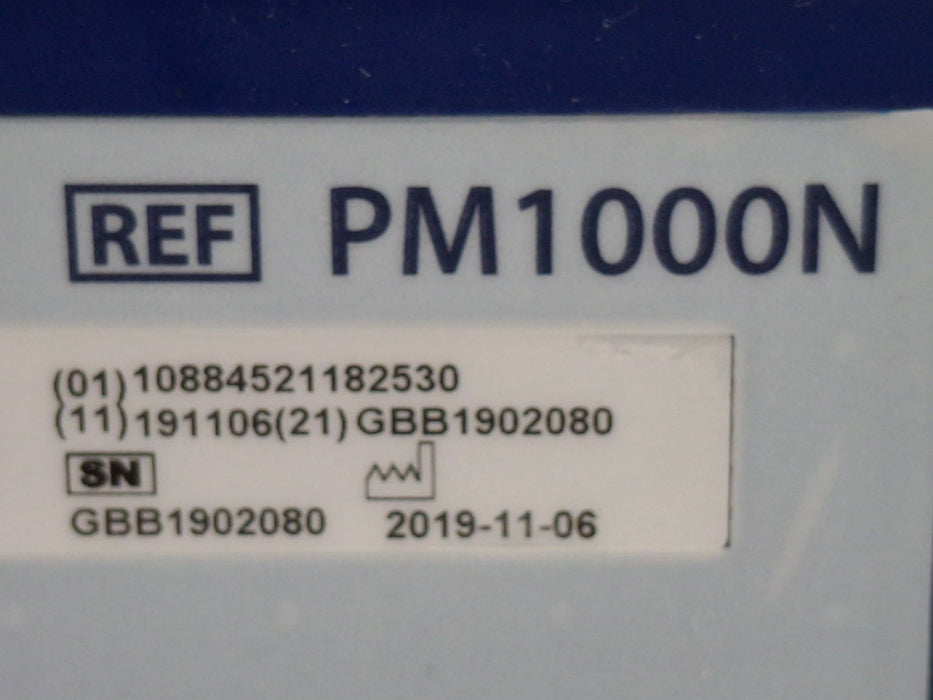 REF PM1000N
(01)10884521182530
(11)191106(21)GBB1902080
SN
GBB1902080 2019-11-06